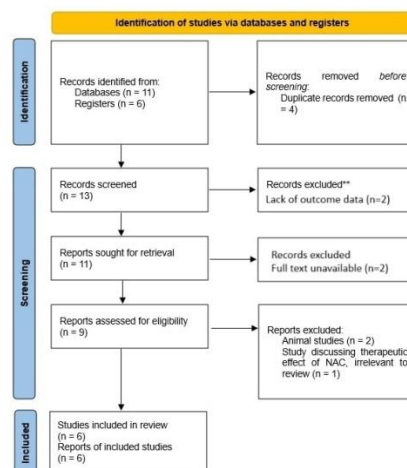 Identification of studies via databases and registers
Identification
Records identified from:
Databases (n = 11)
Registers (n = 6)
Records removed before
screening:
Duplicate records removed (n
= 4)
Screening
Records screened
(n = 13)
Records excluded**
Lack of outcome data (n=2)
Reports sought for retrieval
(n = 11)
Records excluded
Full text unavailable (n=2)
Reports assessed for eligibility
(n = 9)
Reports excluded:
Animal studies (n = 2)
Study discussing therapeutic
effect of NAC, irrelevant to
review (n = 1)
Included
Studies included in review
(n = 6)
Reports of included studies
(n = 6)